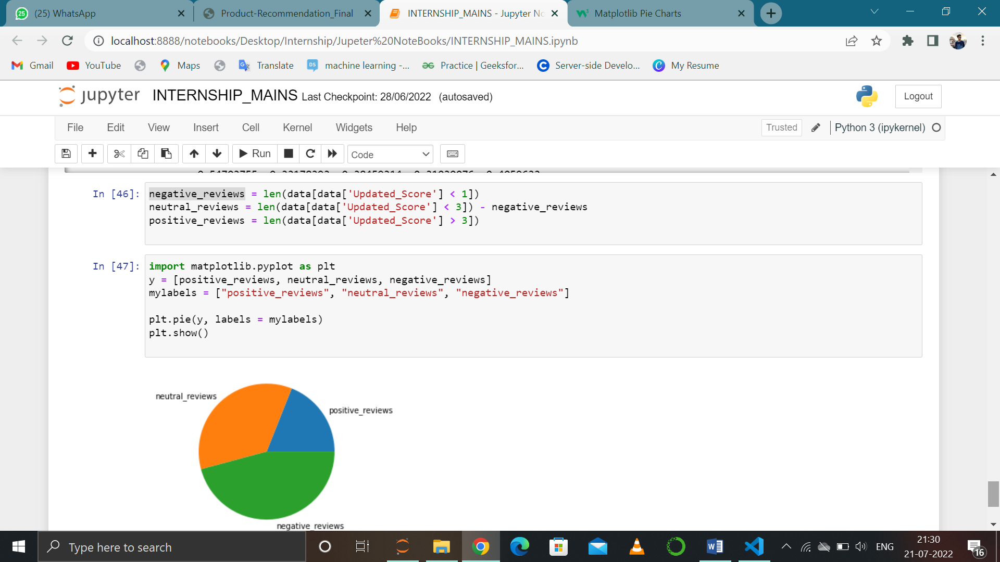 (25) WhatsApp
Product-Recommendation_Final
INTERNSHIP_MAINS - Jupyter No
Matplotlib Pie Charts
localhost:8888/notebooks/Desktop/Internship/Jupeter%20NoteBooks/INTERNSHIP_MAINS.ipynb
Gmail
YouTube
Maps
Translate
machine learning -...
Practice | Geeksfor...
Server-side Develo...
My Resume
jupyter INTERNSHIP_MAINS Last Checkpoint: 28/06/2022 (autosaved)
Logout
File Edit View Insert Cell Kernel Widgets Help
Trusted
Python 3 (ipykernel)
Run
Code
In [46]:
negative_reviews = len(data[data['Updated_Score'] < 1])
neutral_reviews = len(data[data['Updated_Score'] < 3]) - negative_reviews
positive_reviews = len(data[data['Updated_Score'] > 3])
In [47]:
import matplotlib.pyplot as plt
y = [positive_reviews, neutral_reviews, negative_reviews]
mylabels = ["positive_reviews", "neutral_reviews", "negative_reviews"]
plt.pie(y, labels = mylabels)
plt.show()
neutral_reviews
positive_reviews
negative_reviews
Type here to search
ENG
21:30
21-07-2022
16